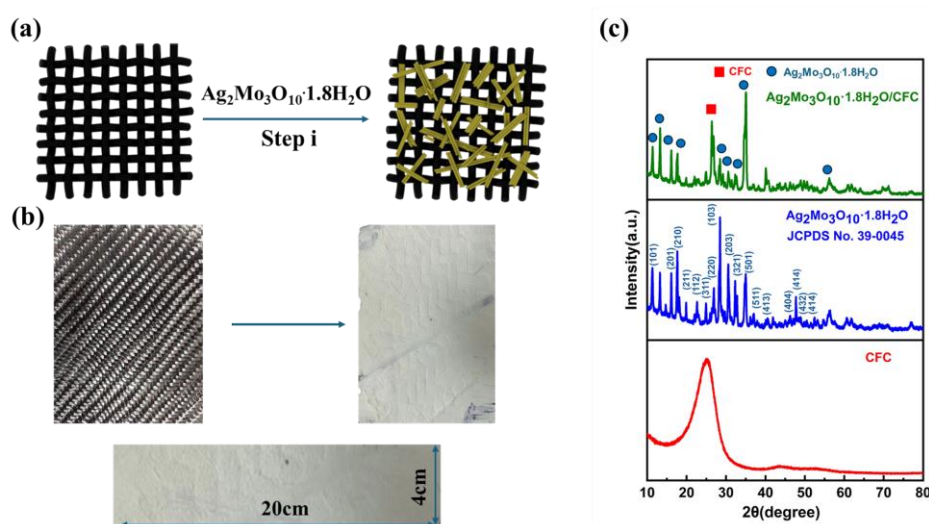 (a)
Ag₂Mo₃O₁₀·1.8H₂O
Step i
(b)
20cm
4cm
(c)
CFC
Ag₂Mo₃O₁₀·1.8H₂O
Ag₂Mo₃O₁₀·1.8H₂O/CFC
Ag₂Mo₃O₁₀·1.8H₂O
JCPDS No. 39-0045
(101)
(201)
(210)
(211)
(112)
(311)
(220)
(103)
(203)
(321)
(501)
(511)
(413)
(404)
(414)
(432)
(414)
CFC
Intensity(a.u.)
10 20 30 40 50 60 70 80
2θ(degree)